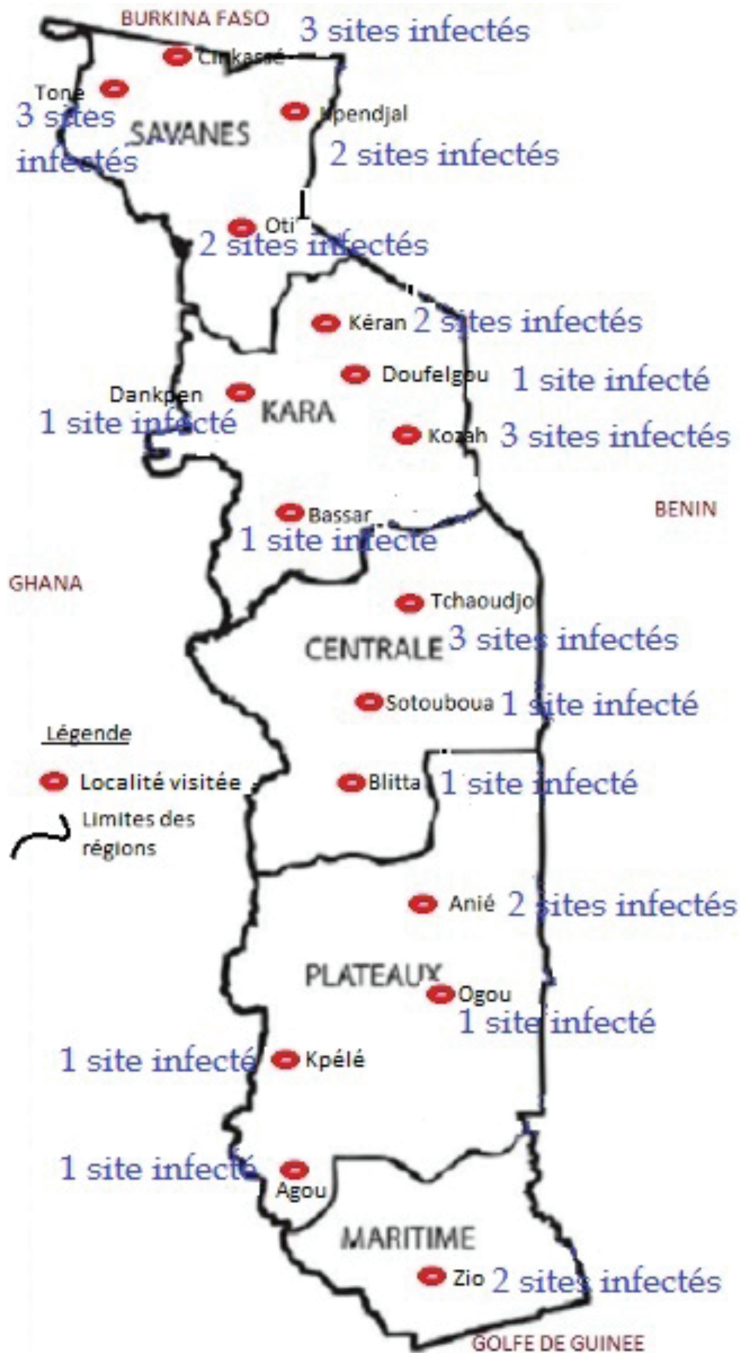 BURKINA FASO
3 sites infectés
Cinkassé
Tone
3 sites
infectés
SAVANES
Kpendjal
2 sites infectés
Oti
2 sites infectés
Kéran
2 sites infectés
Doufelgou
1 site infecté
Dankpen
1 site infecté
KARA
Kozah
3 sites infectés
Bassar
1 site infecté
BENIN
GHANA
Tchaoudjo
CENTRALE
3 sites infectés
Sotouboua
1 site infecté
Légende
Localité visitée
Limites des
régions
Blitta
1 site infecté
Anié
2 sites infectés
PLATEAUX
Ogou
1 site infecté
1 site infecté
Kpélé
1 site infecté
Agou
MARITIME
Zio
2 sites infectés
GOLFE DE GUINEE